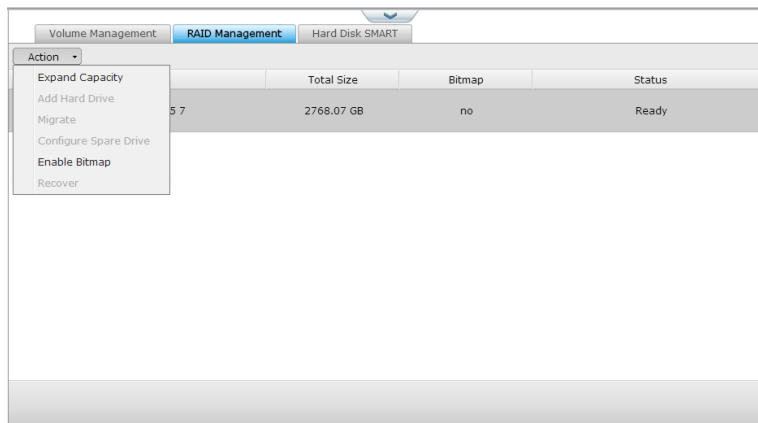 Volume Management RAID Management Hard Disk SMART
Action
Total Size Bitmap Status
5 7 2768.07 GB no Ready
Expand Capacity
Add Hard Drive
Migrate
Configure Spare Drive
Enable Bitmap
Recover